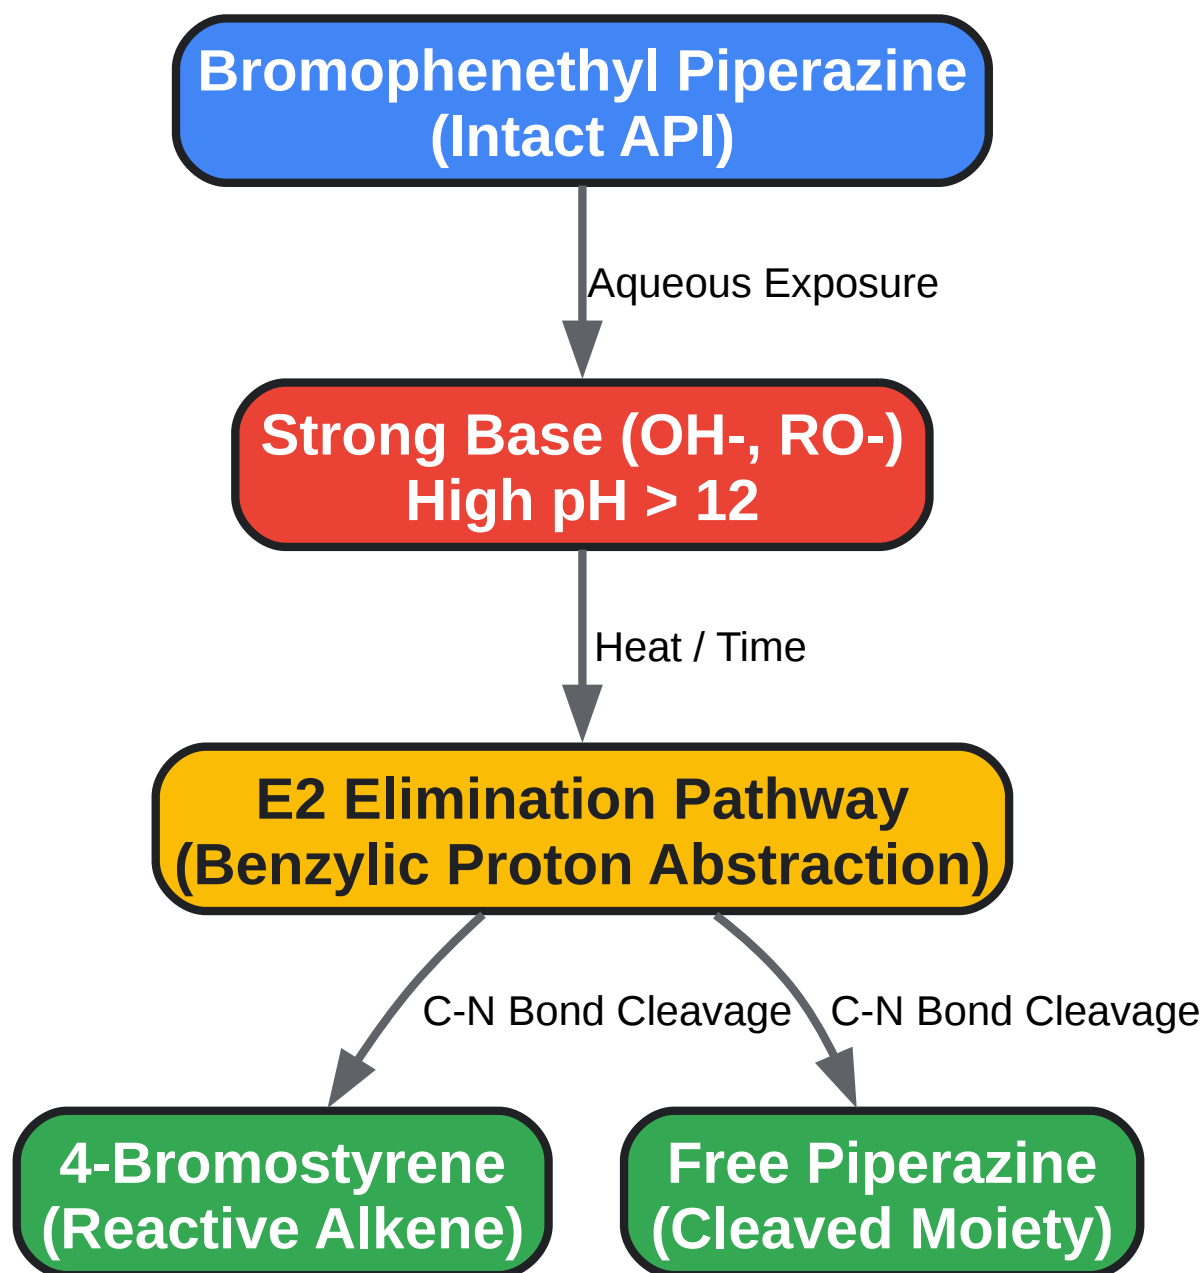 Bromophenethyl Piperazine
(Intact API)
Aqueous Exposure
Strong Base (OH-, RO-)
High pH > 12
Heat / Time
E2 Elimination Pathway
(Benzylic Proton Abstraction)
C-N Bond Cleavage
C-N Bond Cleavage
4-Bromostyrene
(Reactive Alkene)
Free Piperazine
(Cleaved Moiety)